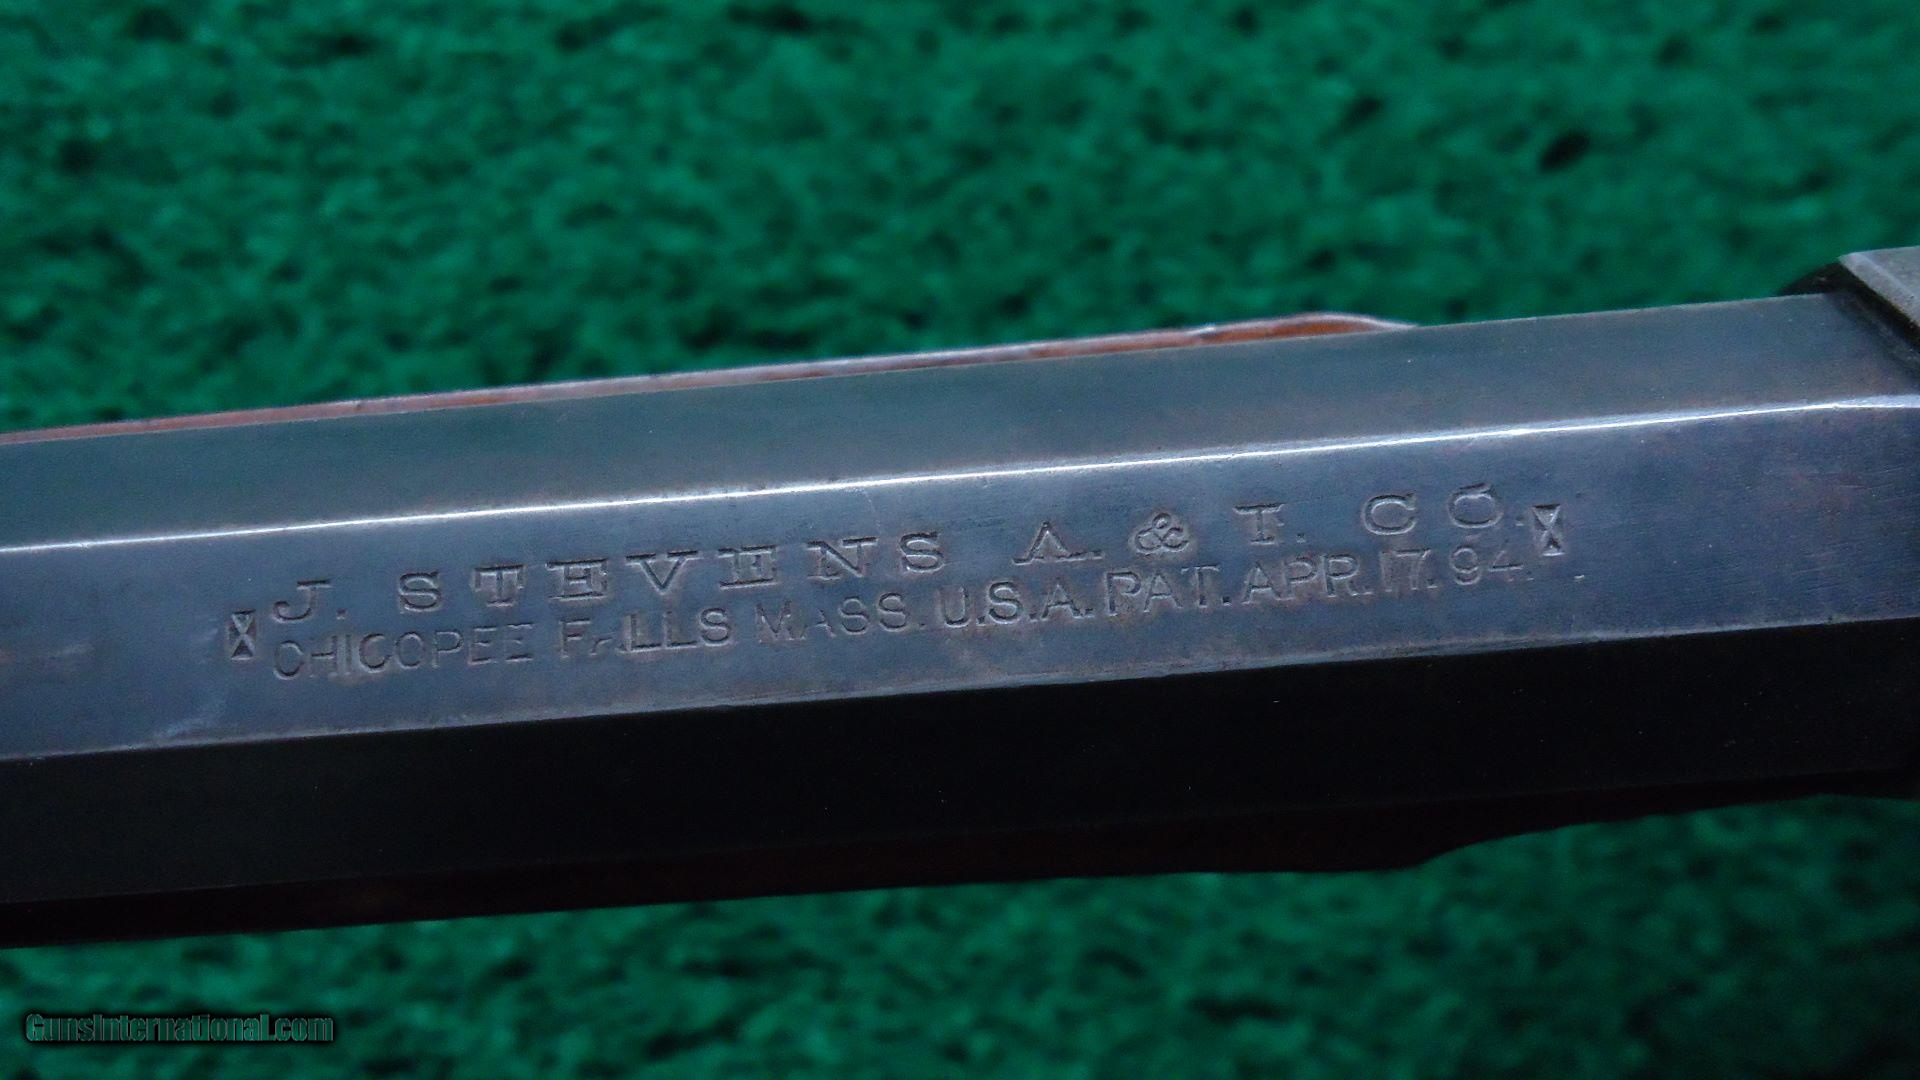 J. STEVENS A. & T. CO.
CHICOPEE FALLS MASS. U.S.A. PAT. APR. 17. 94.
GunsInternational.com